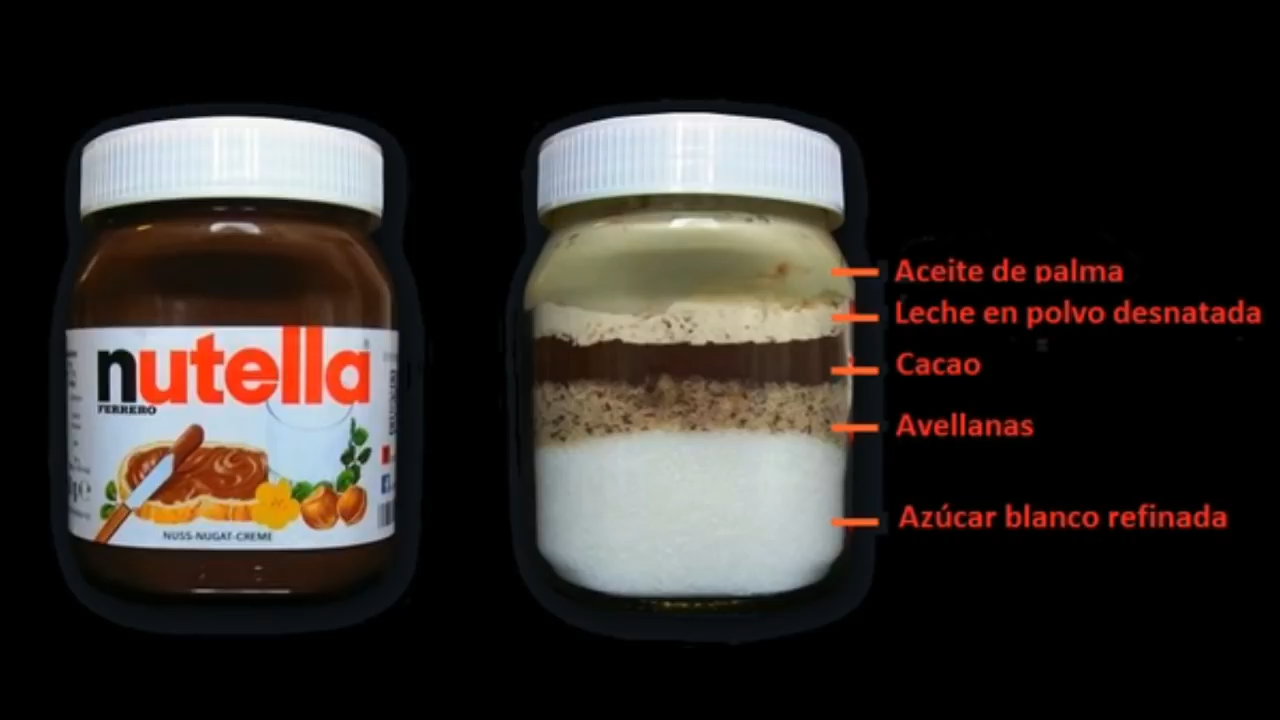 nutella
FERRERO
NUSS-NUGAT-CREME
Aceite de palma
Leche en polvo desnatada
Cacao
Avellanas
Azúcar blanco refinada